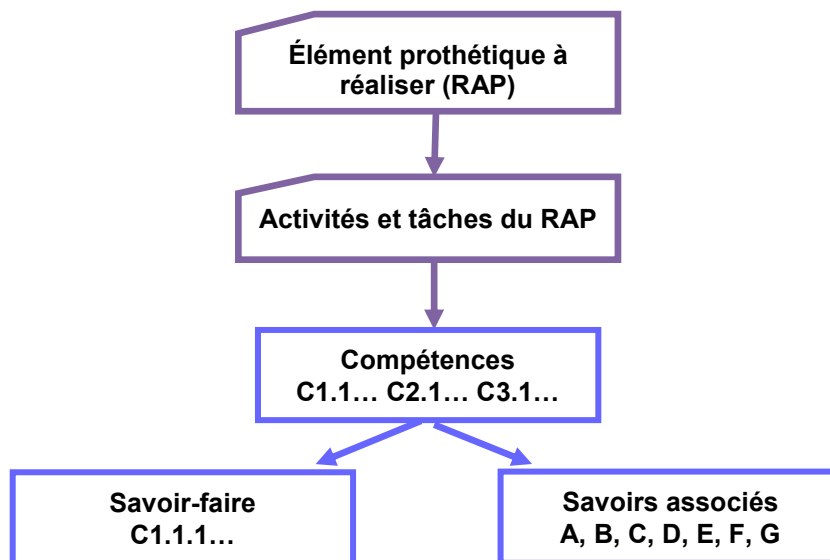 Élément prothétique à
réaliser (RAP)
Activités et tâches du RAP
Compétences
C1.1… C2.1… C3.1…
Savoir-faire
C1.1.1…
Savoirs associés
A, B, C, D, E, F, G